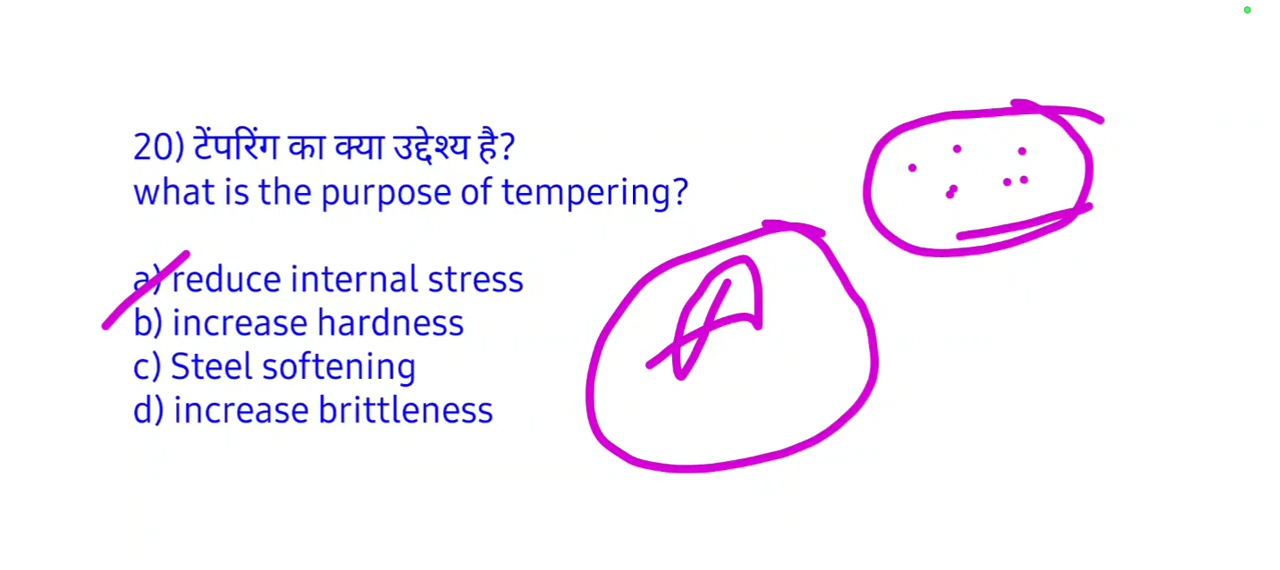 20) टेंपरिंग का क्या उद्देश्य है?
what is the purpose of tempering?
a) reduce internal stress
b) increase hardness
c) Steel softening
d) increase brittleness